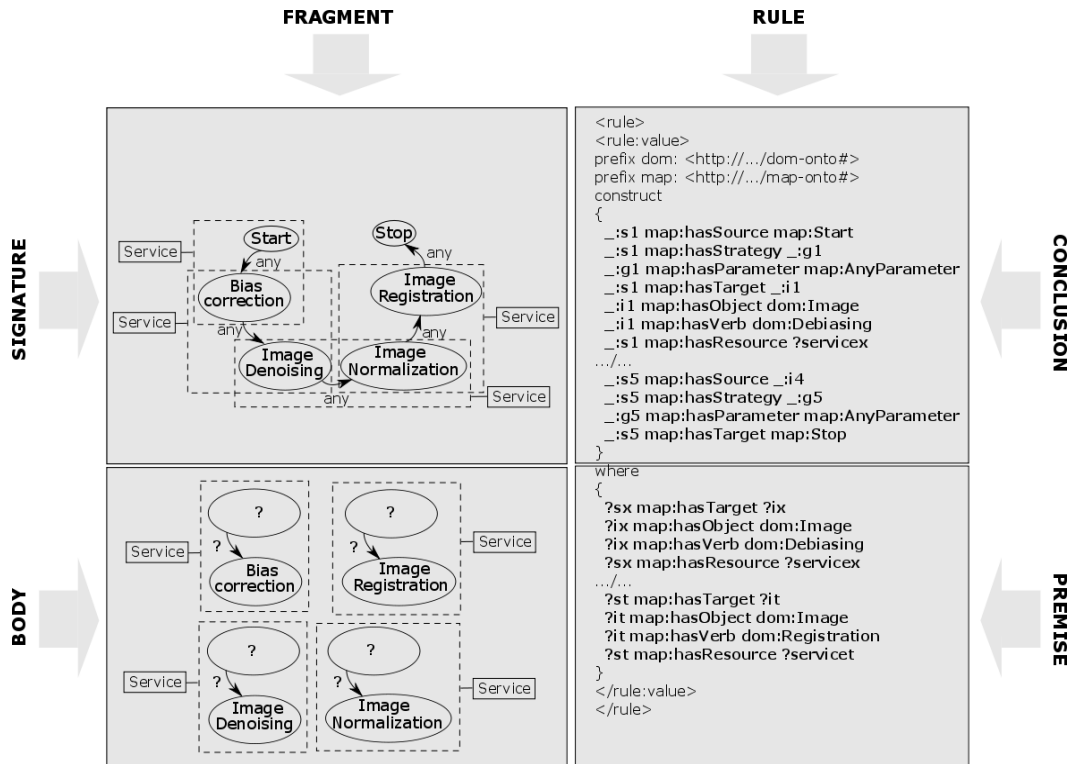 FRAGMENT
RULE
SIGNATURE
Service
Start
Stop
any
any
Bias
correction
Image
Registration
Service
Service
any
any
Image
Denoising
Image
Normalization
any
Service
<rule>
<rule:value>
prefix dom: <http://.../dom-onto#>
prefix map: <http://.../map-onto#>
construct
{
_:s1 map:hasSource map:Start
_:s1 map:hasStrategy _:g1
_:g1 map:hasParameter map:AnyParameter
_:s1 map:hasTarget _:i1
_:i1 map:hasObject dom:Image
_:i1 map:hasVerb dom:Debiasing
_:s1 map:hasResource ?servicex
.../...
_:s5 map:hasSource _:i4
_:s5 map:hasStrategy _:g5
_:g5 map:hasParameter map:AnyParameter
_:s5 map:hasTarget map:Stop
}
CONCLUSION
BODY
?
?
Service
?
?
Service
Bias
correction
Image
Registration
?
?
Service
?
?
Service
Image
Denoising
Image
Normalization
where
{
?sx map:hasTarget ?ix
?ix map:hasObject dom:Image
?ix map:hasVerb dom:Debiasing
?sx map:hasResource ?servicex
.../...
?st map:hasTarget ?it
?it map:hasObject dom:Image
?it map:hasVerb dom:Registration
?st map:hasResource ?servicet
}
</rule:value>
</rule>
PREMISE